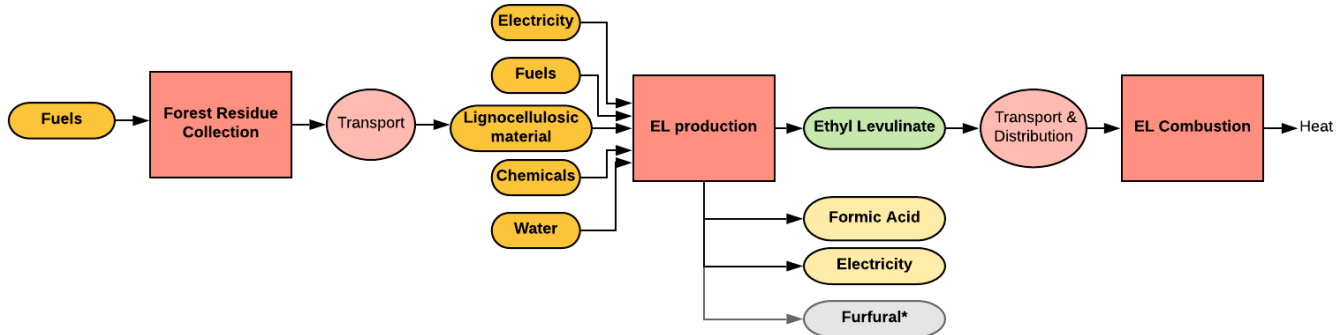 Fuels
Forest Residue
Collection
Transport
Electricity
Fuels
Lignocellulosic
material
Chemicals
Water
EL production
Ethyl Levulinate
Transport &
Distribution
EL Combustion
Heat
Formic Acid
Electricity
Furfural*